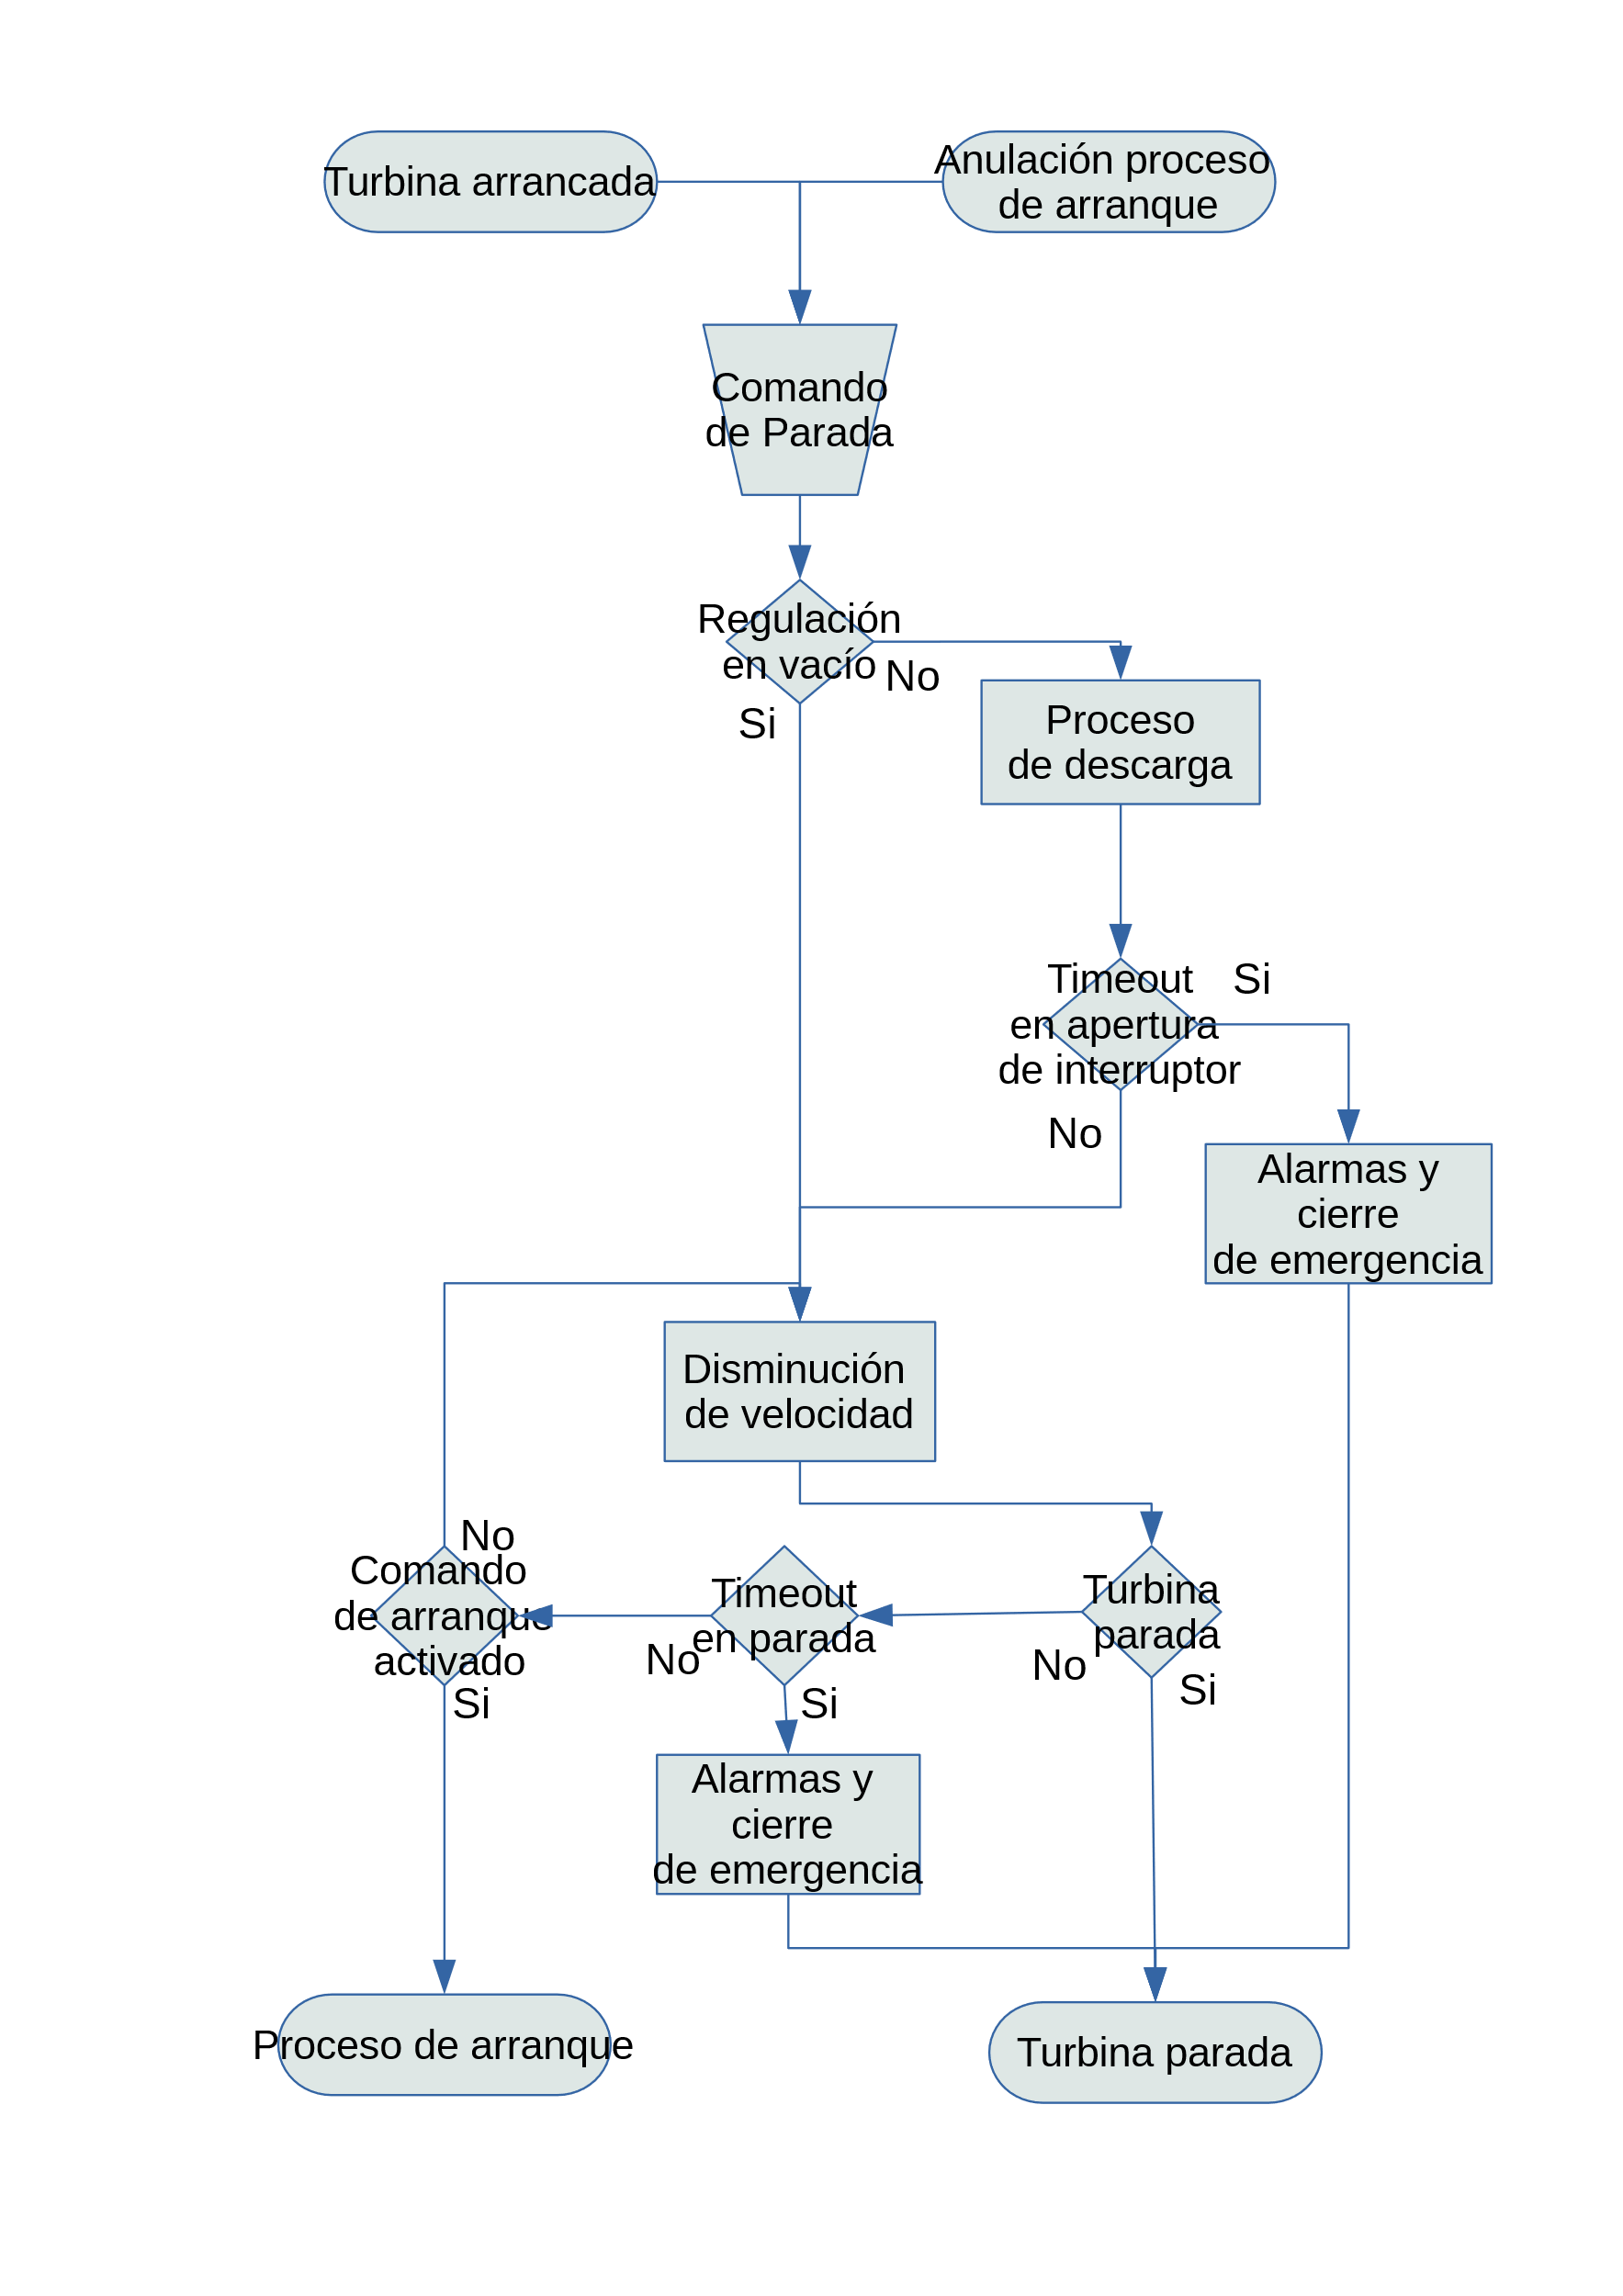 Turbina arrancada
Anulación proceso
de arranque
Comando
de Parada
Regulación
en vacío
No
Si
Proceso
de descarga
Timeout
en apertura
de interruptor
Si
No
Alarmas y
cierre
de emergencia
Disminución
de velocidad
No
Comando
de arranque
activado
Si
Timeout
en parada
No
Si
Turbina
parada
No
Si
Alarmas y
cierre
de emergencia
Proceso de arranque
Turbina parada